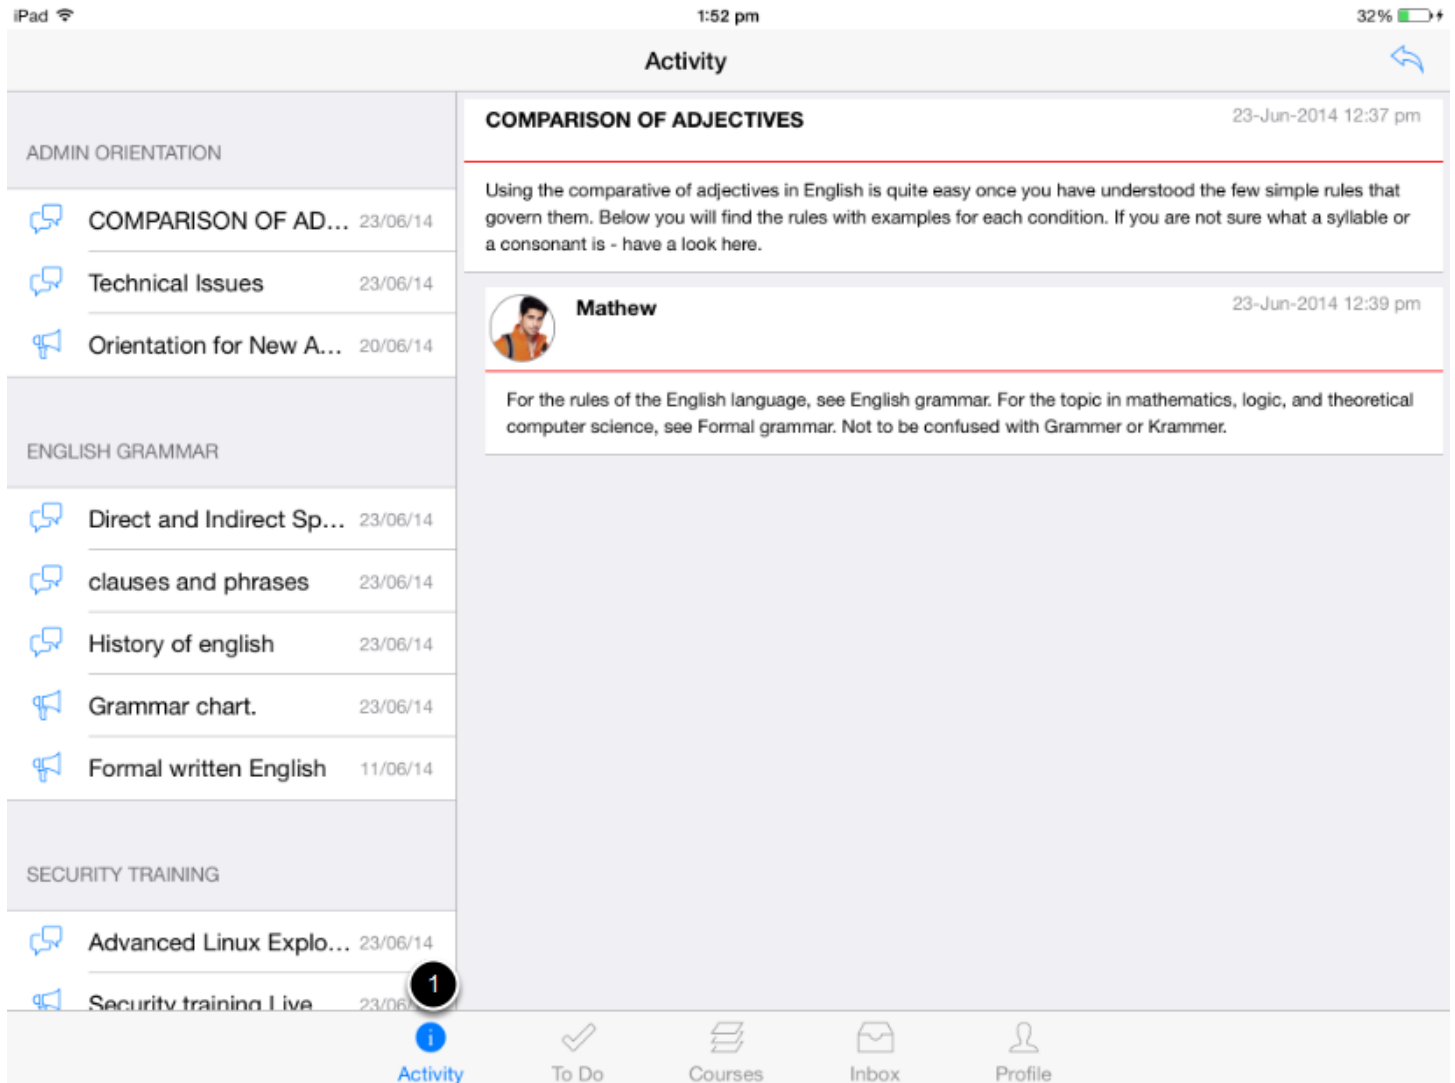 iPad 1:52 pm 32%
Activity
ADMIN ORIENTATION
COMPARISON OF AD... 23/06/14
Technical Issues 23/06/14
Orientation for New A... 20/06/14
ENGLISH GRAMMAR
Direct and Indirect Sp... 23/06/14
clauses and phrases 23/06/14
History of english 23/06/14
Grammar chart. 23/06/14
Formal written English 11/06/14
SECURITY TRAINING
Advanced Linux Explo... 23/06/14
Security training Live 23/06/
1
COMPARISON OF ADJECTIVES 23-Jun-2014 12:37 pm
Using the comparative of adjectives in English is quite easy once you have understood the few simple rules that
govern them. Below you will find the rules with examples for each condition. If you are not sure what a syllable or
a consonant is - have a look here.
Mathew 23-Jun-2014 12:39 pm
For the rules of the English language, see English grammar. For the topic in mathematics, logic, and theoretical
computer science, see Formal grammar. Not to be confused with Grammer or Krammer.
Activity To Do Courses Inbox Profile